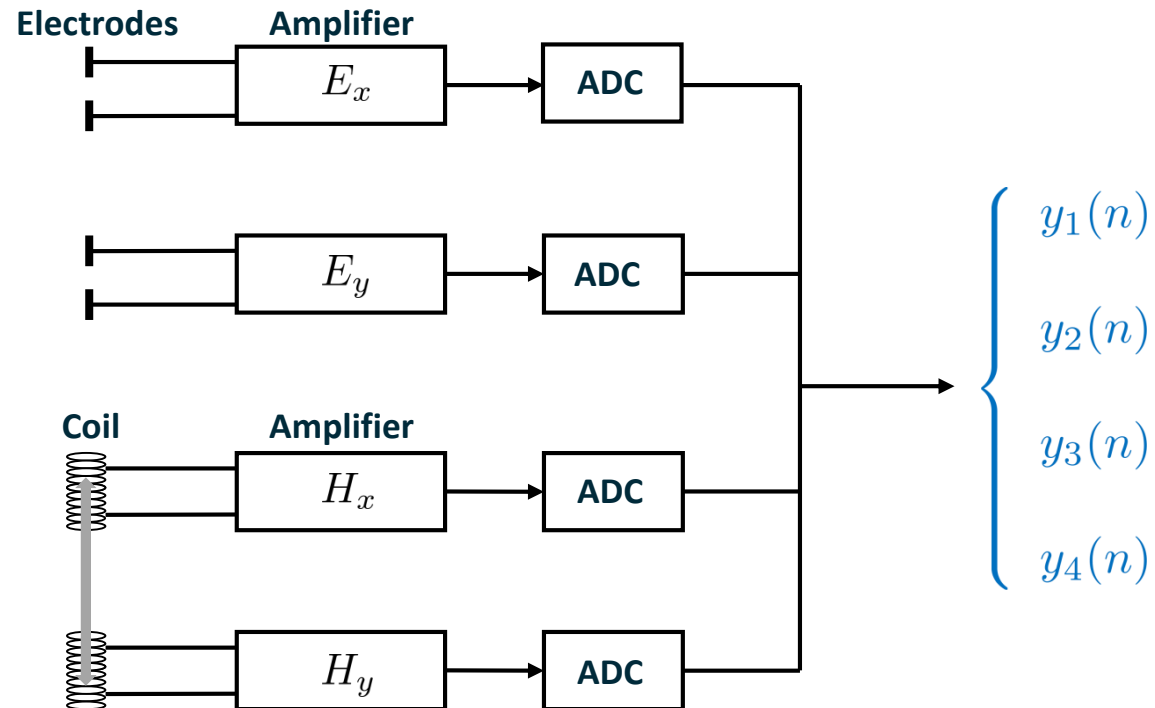 Electrodes Amplifier
E_x ADC
E_y ADC
Coil Amplifier
H_x ADC
H_y ADC
y_1(n)
y_2(n)
y_3(n)
y_4(n)